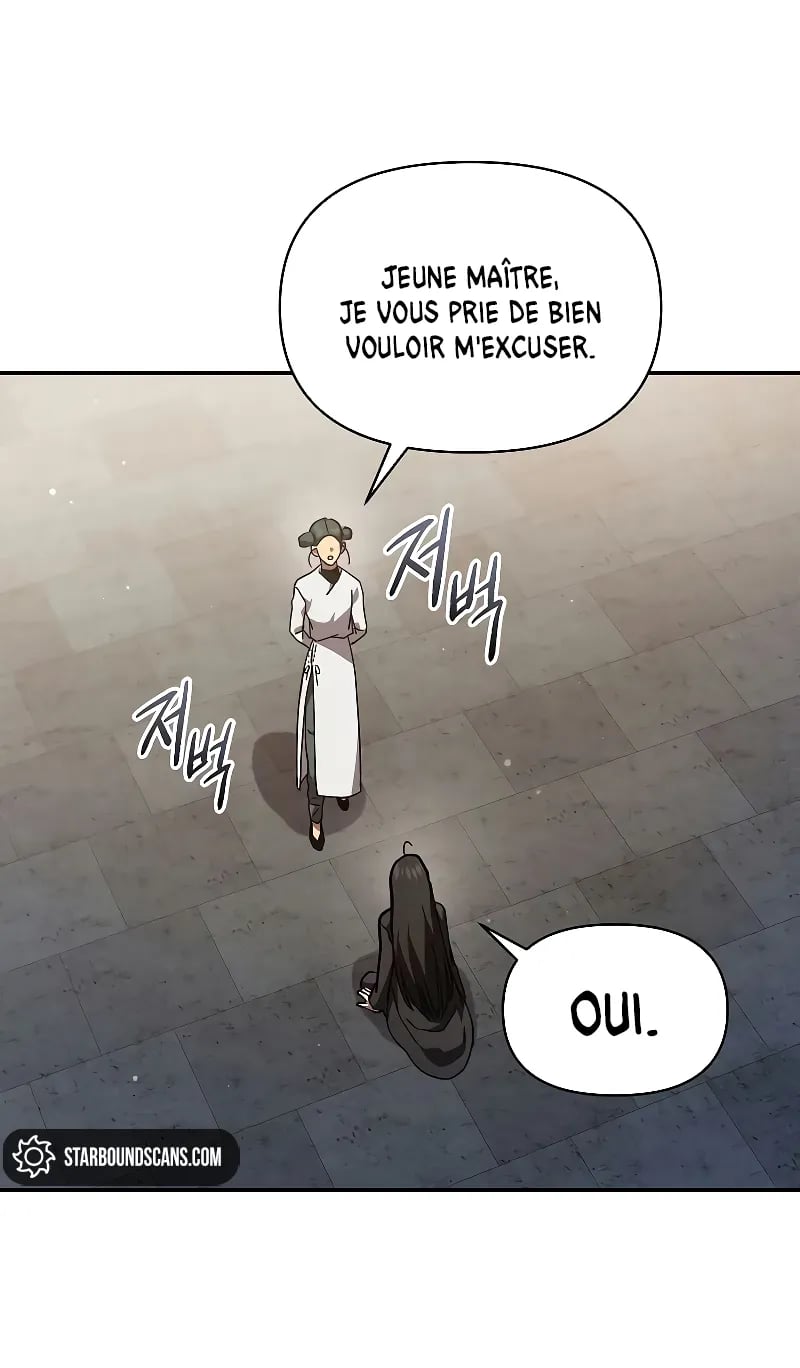 JEUNE MAÎTRE,
JE VOUS PRIE DE BIEN
VOULOIR M'EXCUSER.
저벅
저벅
OUI.
STARBOUNDSCANS.COM